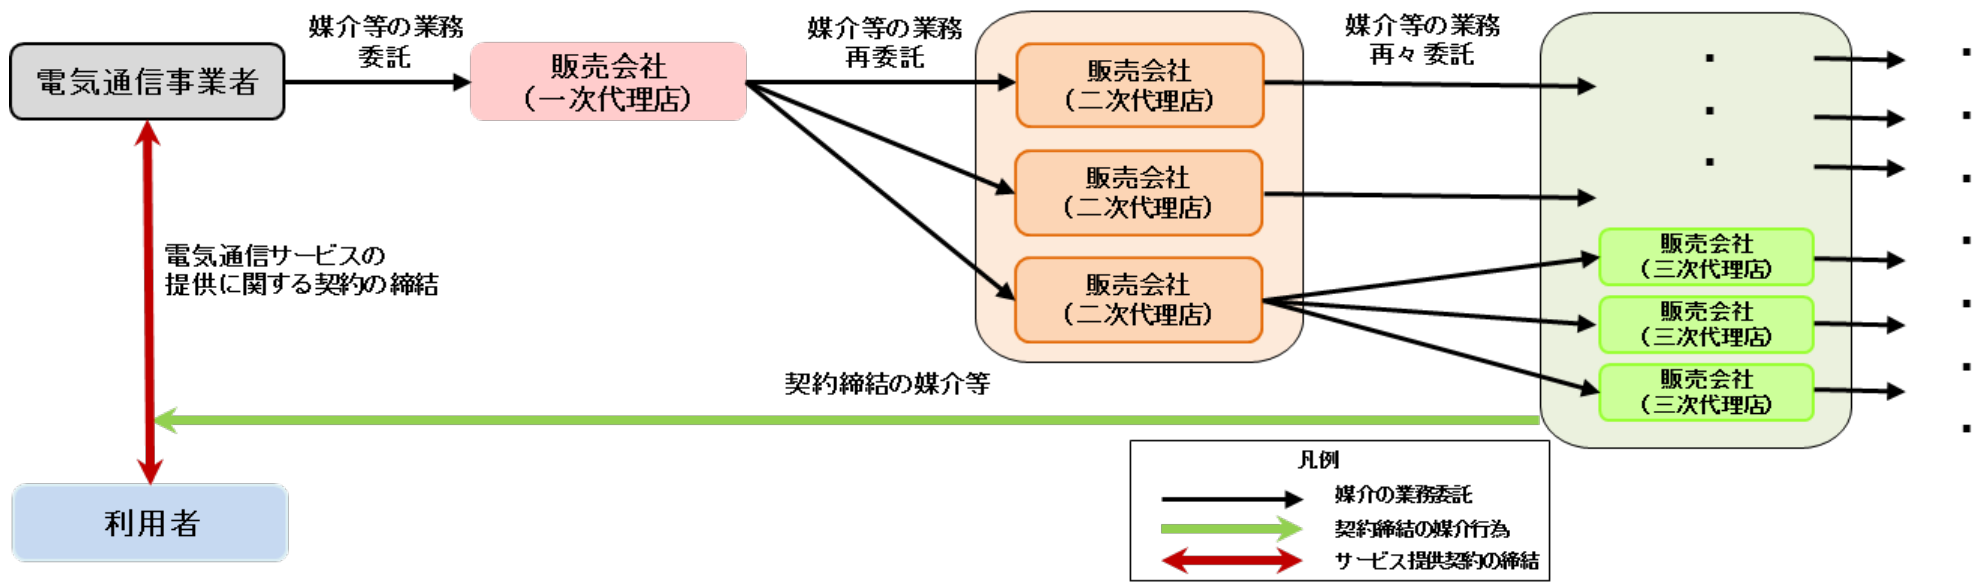 媒介等の業務
委託
媒介等の業務
再委託
媒介等の業務
再々委託
電気通信事業者
販売会社
（一次代理店）
販売会社
（二次代理店）
販売会社
（二次代理店）
販売会社
（二次代理店）
販売会社
（三次代理店）
販売会社
（三次代理店）
販売会社
（三次代理店）
電気通信サービスの
提供に関する契約の締結
契約締結の媒介等
利用者
凡例
媒介の業務委託
契約締結の媒介行為
サービス提供契約の締結